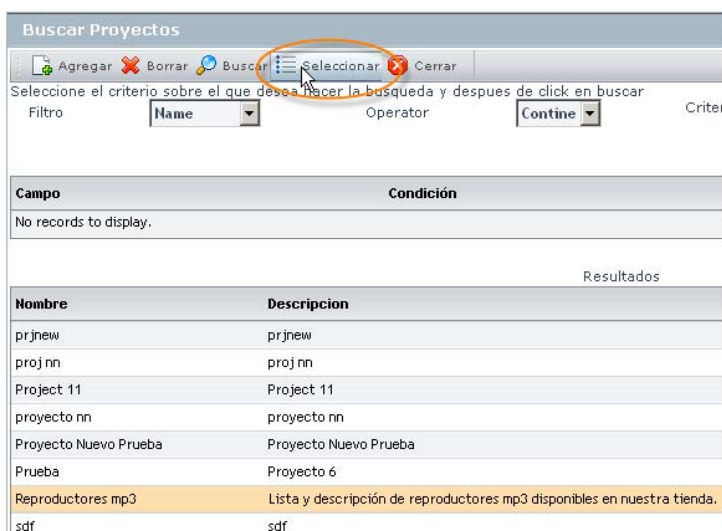 Buscar Proyectos
Agregar Borrar Buscar Seleccionar Cerrar
Seleccione el criterio sobre el que desea hacer la busqueda y despues de click en buscar
Filtro Name Operator Contine Criter
Campo Condición
No records to display.
Resultados
Nombre Descripcion
prjnew prjnew
proj nn proj nn
Project 11 Project 11
proyecto nn proyecto nn
Proyecto Nuevo Prueba Proyecto Nuevo Prueba
Prueba Proyecto 6
Reproductores mp3 Lista y descripción de reproductores mp3 disponibles en nuestra tienda.
sdf sdf